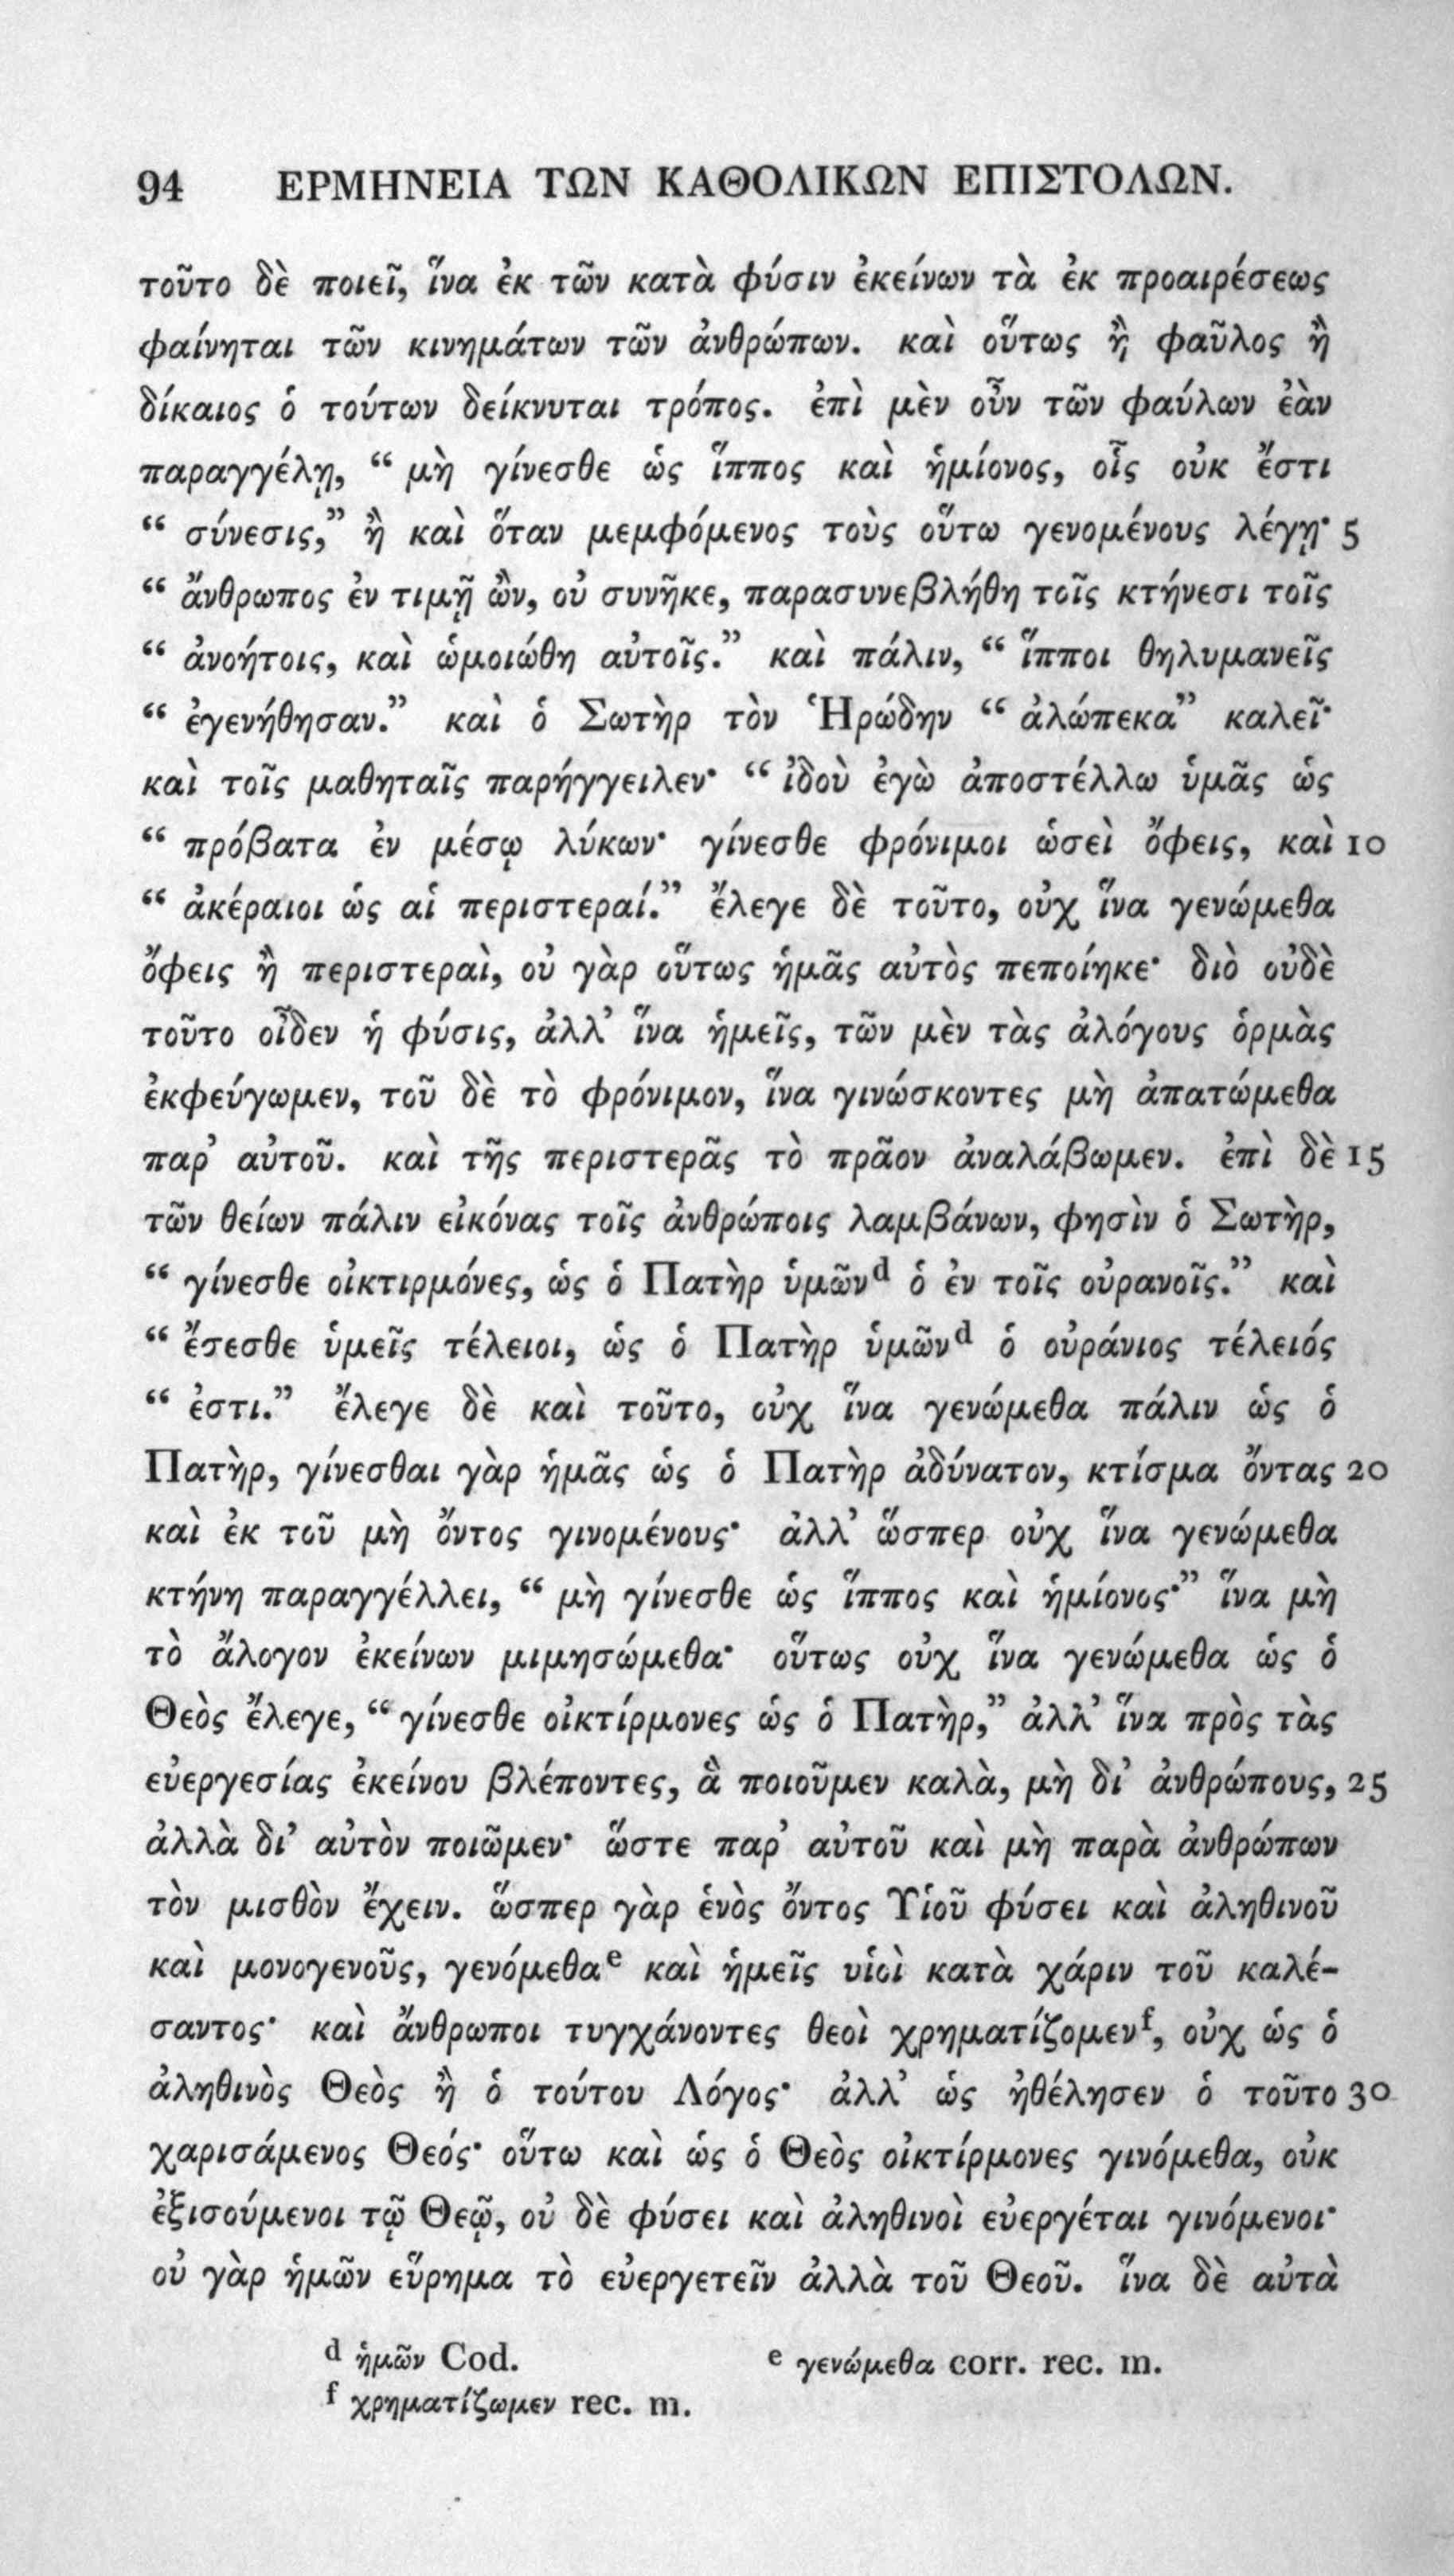 94 ΕΡΜΗΝΕΙΑ ΤΩΝ ΚΑΘΟΛΙΚΩΝ ΕΠΙΣΤΟΛΩΝ.
τοῦτο δὲ ποιεῖ, ἵνα ἐκ τῶν κατὰ φύσιν ἐκείνων τὰ ἐκ προαιρέσεως
φαίνηται τῶν κινημάτων τῶν ἀνθρώπων. καὶ οὕτως ἢ φαῦλος ἢ
δίκαιος ὁ τούτων δείκνυται τρόπος. ἐπὶ μὲν οὖν τῶν φαύλων ἐὰν
παραγγέλῃ, “ μὴ γίνεσθε ὡς ἵππος καὶ ἡμίονος, οἷς οὐκ ἔστι
“ σύνεσις,” ἢ καὶ ὅταν μεμφόμενος τοὺς οὕτω γενομένους λέγῃ· 5
“ ἄνθρωπος ἐν τιμῇ ὢν, οὐ συνῆκε, παρασυνεβλήθη τοῖς κτήνεσι τοῖς
“ ἀνοήτοις, καὶ ὡμοιώθη αὐτοῖς.” καὶ πάλιν, “ ἵπποι θηλυμανεῖς
“ ἐγενήθησαν.” καὶ ὁ Σωτὴρ τὸν Ἡρώδην “ ἀλώπεκα” καλεῖ·
καὶ τοῖς μαθηταῖς παρήγγειλεν· “ ἰδοὺ ἐγὼ ἀποστέλλω ὑμᾶς ὡς
“ πρόβατα ἐν μέσῳ λύκων· γίνεσθε φρόνιμοι ὡσεὶ ὄφεις, καὶ 10
“ ἀκέραιοι ὡς αἱ περιστεραί.” ἔλεγε δὲ τοῦτο, οὐχ ἵνα γενώμεθα
ὄφεις ἢ περιστεραὶ, οὐ γὰρ οὕτως ἡμᾶς αὐτὸς πεποίηκε· διὸ οὐδὲ
τοῦτο οἶδεν ἡ φύσις, ἀλλ’ ἵνα ἡμεῖς, τῶν μὲν τὰς ἀλόγους ὁρμὰς
ἐκφεύγωμεν, τοῦ δὲ τὸ φρόνιμον, ἵνα γινώσκοντες μὴ ἀπατώμεθα
παρ’ αὐτοῦ. καὶ τῆς περιστερᾶς τὸ πρᾶον ἀναλάβωμεν. ἐπὶ δὲ 15
τῶν θείων πάλιν εἰκόνας τοῖς ἀνθρώποις λαμβάνων, φησὶν ὁ Σωτὴρ,
“ γίνεσθε οἰκτιρμόνες, ὡς ὁ Πατὴρ ὑμῶνᵈ ὁ ἐν τοῖς οὐρανοῖς.” καὶ
“ ἔσεσθε ὑμεῖς τέλειοι, ὡς ὁ Πατὴρ ὑμῶνᵈ ὁ οὐράνιος τέλειός
“ ἐστι.” ἔλεγε δὲ καὶ τοῦτο, οὐχ ἵνα γενώμεθα πάλιν ὡς ὁ
Πατὴρ, γίνεσθαι γὰρ ἡμᾶς ὡς ὁ Πατὴρ ἀδύνατον, κτίσμα ὄντας 20
καὶ ἐκ τοῦ μὴ ὄντος γινομένους· ἀλλ’ ὥσπερ οὐχ ἵνα γενώμεθα
κτήνη παραγγέλλει, “ μὴ γίνεσθε ὡς ἵππος καὶ ἡμίονος·” ἵνα μὴ
τὸ ἄλογον ἐκείνων μιμησώμεθα· οὕτως οὐχ ἵνα γενώμεθα ὡς ὁ
Θεὸς ἔλεγε, “ γίνεσθε οἰκτίρμονες ὡς ὁ Πατὴρ,” ἀλλ’ ἵνα πρὸς τὰς
εὐεργεσίας ἐκείνου βλέποντες, ἃ ποιοῦμεν καλὰ, μὴ δι’ ἀνθρώπους, 25
ἀλλὰ δι’ αὐτὸν ποιῶμεν· ὥστε παρ’ αὐτοῦ καὶ μὴ παρὰ ἀνθρώπων
τὸν μισθὸν ἔχειν. ὥσπερ γὰρ ἑνὸς ὄντος Υἱοῦ φύσει καὶ ἀληθινοῦ
καὶ μονογενοῦς, γενόμεθαᵉ καὶ ἡμεῖς υἱοὶ κατὰ χάριν τοῦ καλέ-
σαντος· καὶ ἄνθρωποι τυγχάνοντες θεοὶ χρηματίζομενᶠ, οὐχ ὡς ὁ
ἀληθινὸς Θεὸς ἢ ὁ τούτου Λόγος· ἀλλ’ ὡς ἠθέλησεν ὁ τοῦτο 30
χαρισάμενος Θεός· οὕτω καὶ ὡς ὁ Θεὸς οἰκτίρμονες γινόμεθα, οὐκ
ἐξισούμενοι τῷ Θεῷ, οὐ δὲ φύσει καὶ ἀληθινοὶ εὐεργέται γινόμενοι·
οὐ γὰρ ἡμῶν εὕρημα τὸ εὐεργετεῖν ἀλλὰ τοῦ Θεοῦ. ἵνα δὲ αὐτὰ
ᵈ ἡμῶν Cod. ᵉ γενώμεθα corr. rec. m.
ᶠ χρηματίζωμεν rec. m.